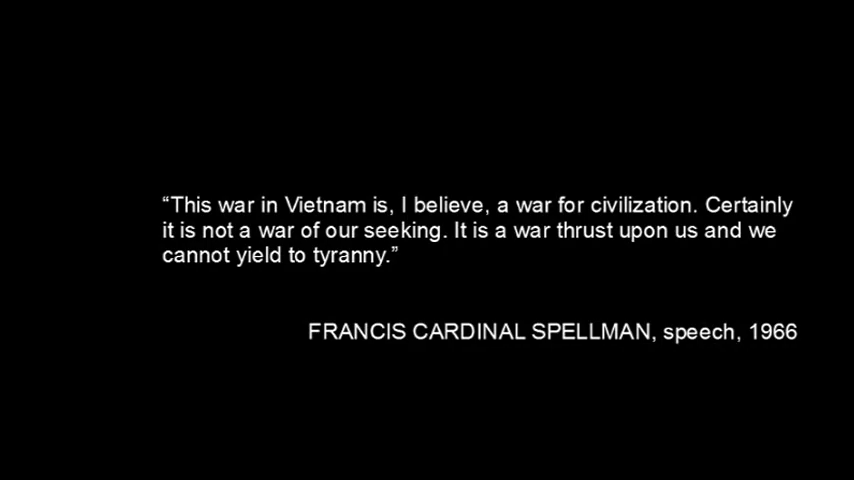 “This war in Vietnam is, I believe, a war for civilization. Certainly
it is not a war of our seeking. It is a war thrust upon us and we
cannot yield to tyranny.”
FRANCIS CARDINAL SPELLMAN, speech, 1966